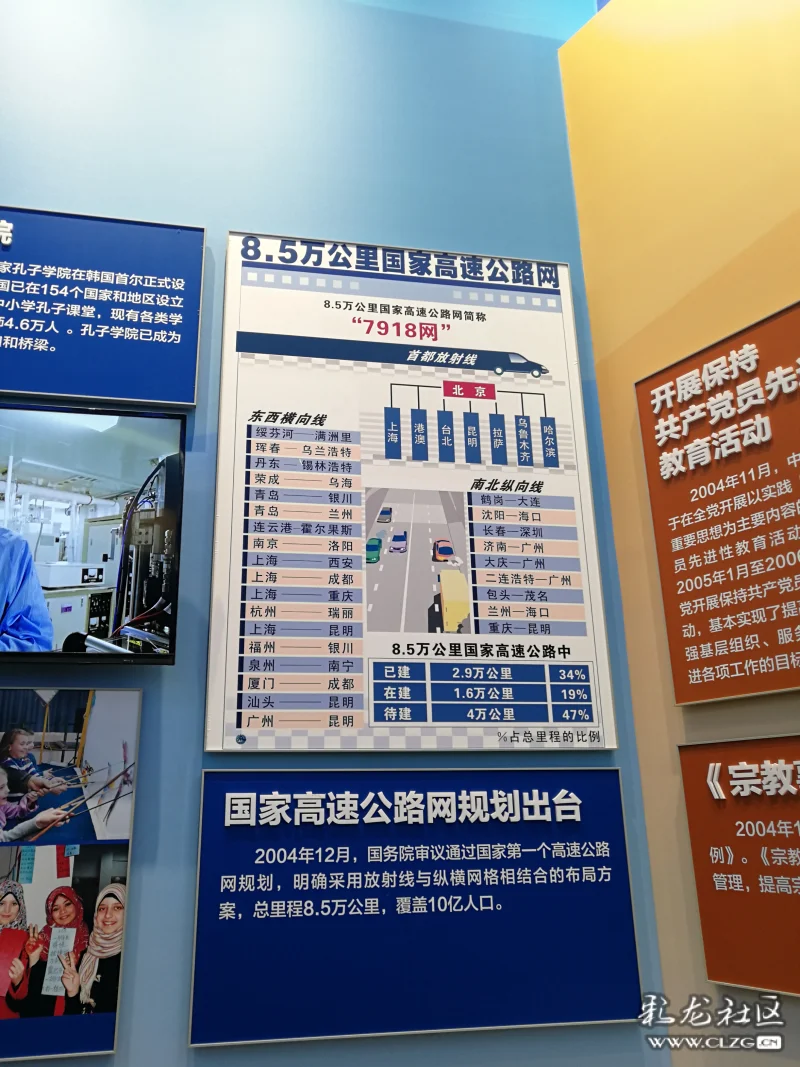 院
家孔子学院在韩国首尔正式设
国已在154个国家和地区设立
中小学孔子课堂，现有各类学
师4.6万人。孔子学院已成为
和桥梁。
8.5万公里国家高速公路网
8.5万公里国家高速公路网简称
“7918网”
首都放射线
北京
上海
港澳
台北
昆明
拉萨
乌鲁木齐
哈尔滨
东西横向线
绥芬河——满洲里
珲春—乌兰浩特
丹东—锡林浩特
荣成——乌海
青岛——银川
青岛——兰州
连云港-霍尔果斯
南京——洛阳
上海——西安
上海——成都
上海——重庆
杭州——瑞丽
上海——昆明
福州——银川
泉州——南宁
厦门——成都
汕头——昆明
广州——昆明
南北纵向线
鹤岗—大连
沈阳—海口
长春—深圳
济南—广州
大庆—广州
二连浩特—广州
包头—茂名
兰州—海口
重庆—昆明
8.5万公里国家高速公路中
已建 2.9万公里 34%
在建 1.6万公里 19%
待建 4万公里 47%
%占总里程的比例
国家高速公路网规划出台
2004年12月，国务院审议通过国家第一个高速公路
网规划，明确采用放射线与纵横网格相结合的布局方
案，总里程8.5万公里，覆盖10亿人口。
开展保持
共产党员先进
教育活动
2004年11月，中
于在全党开展以实践
重要思想为主要内容的
员先进性教育活动
2005年1月至2006
党开展保持共产党员
动，基本实现了提高
强基层组织、服务
进各项工作的目标
《宗教
2004年1
例》。《宗教
管理，提高宗
彩龙社区
WWW.CLZG.CN